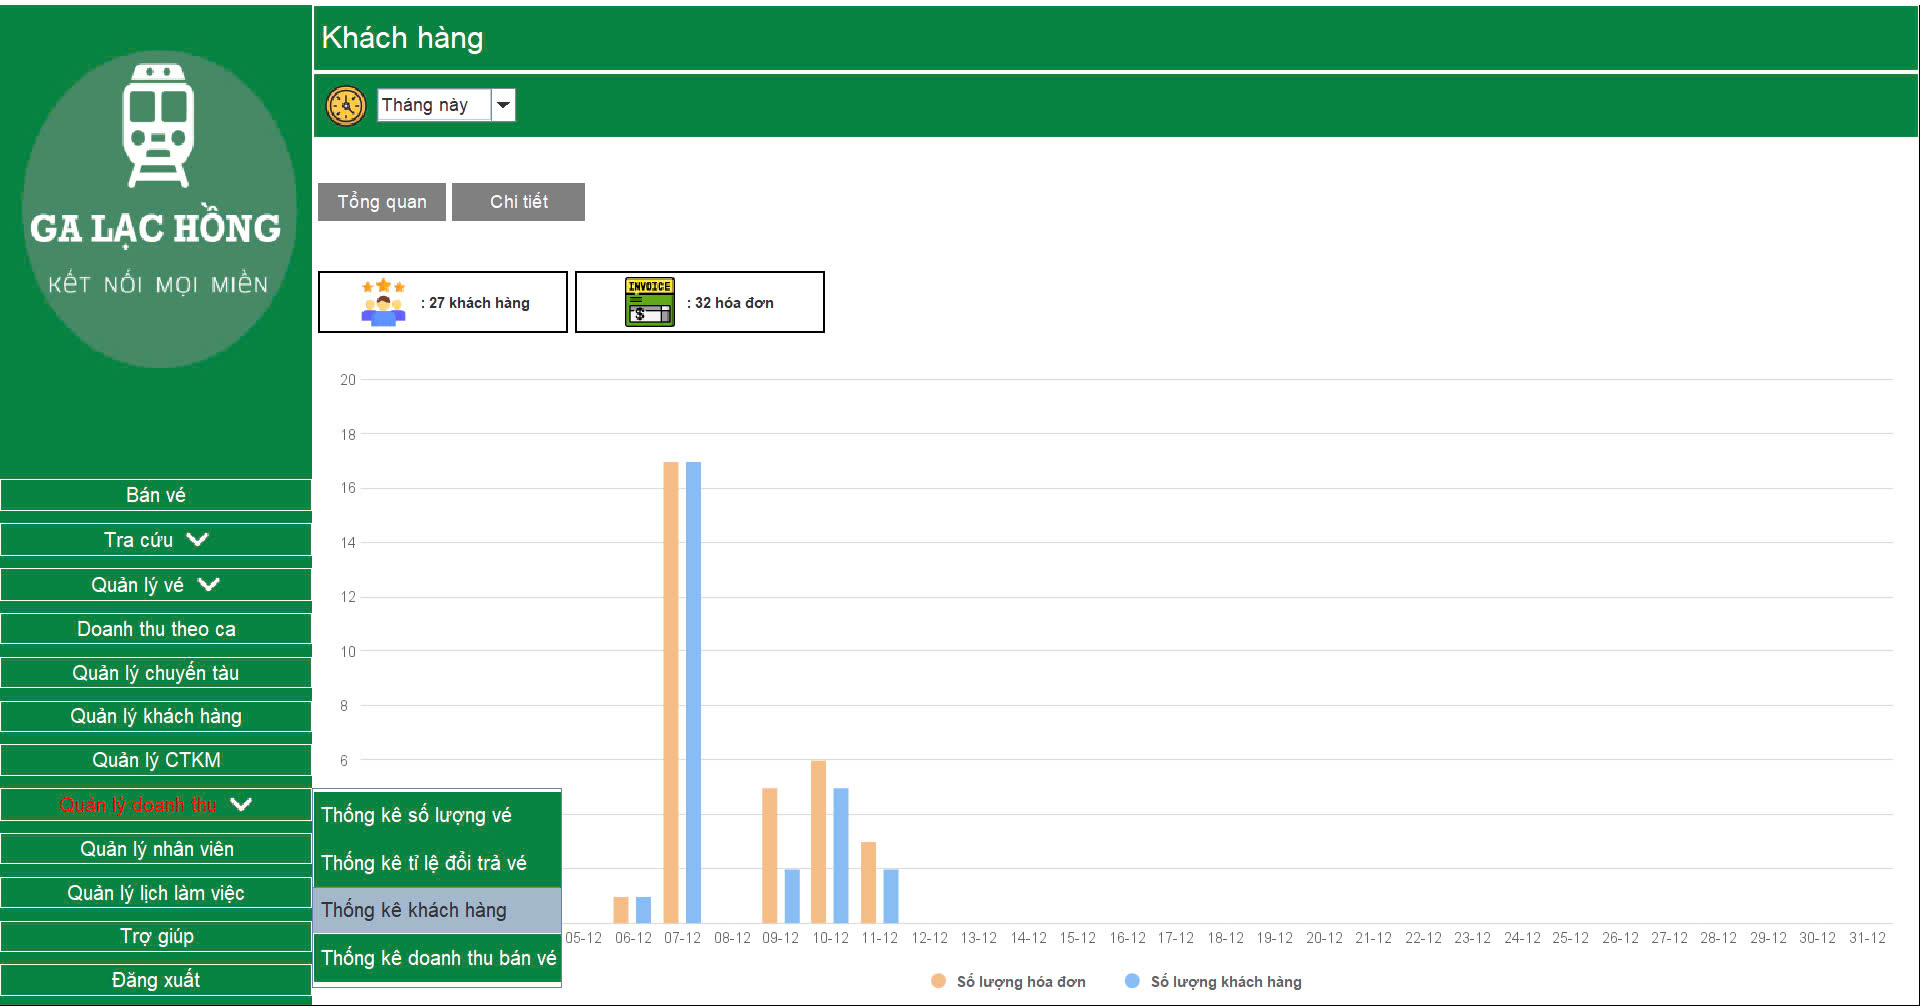 Khách hàng
Tháng này
GA LẠC HỒNG
KẾT NỐI MỌI MIỀN
Tổng quan
Chi tiết
: 27 khách hàng
INVOICE
$
: 32 hóa đơn
20
18
16
14
12
10
8
6
Bán vé
Tra cứu
Quản lý vé
Doanh thu theo ca
Quản lý chuyến tàu
Quản lý khách hàng
Quản lý CTKM
Quản lý doanh thu
Quản lý nhân viên
Quản lý lịch làm việc
Trợ giúp
Đăng xuất
Thống kê số lượng vé
Thống kê tỉ lệ đổi trả vé
Thống kê khách hàng
Thống kê doanh thu bán vé
05-12 06-12 07-12 08-12 09-12 10-12 11-12 12-12 13-12 14-12 15-12 16-12 17-12 18-12 19-12 20-12 21-12 22-12 23-12 24-12 25-12 26-12 27-12 28-12 29-12 30-12 31-12
Số lượng hóa đơn
Số lượng khách hàng